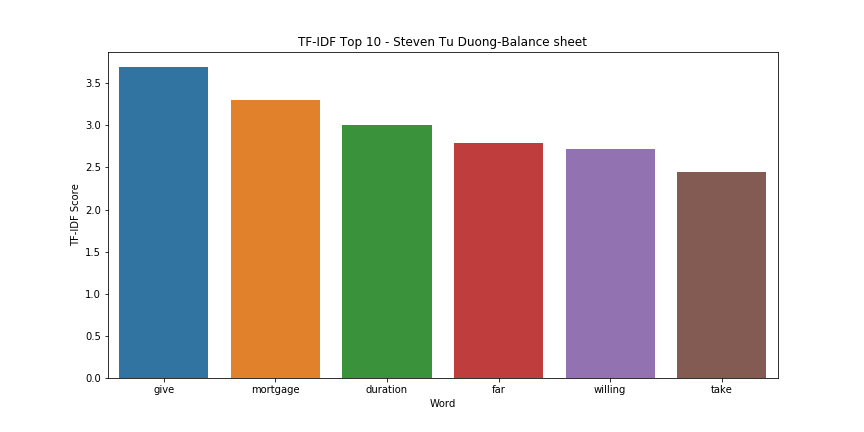 TF-IDF Top 10 - Steven Tu Duong-Balance sheet
TF-IDF Score
3.5
3.0
2.5
2.0
1.5
1.0
0.5
0.0
give mortgage duration far willing take
Word